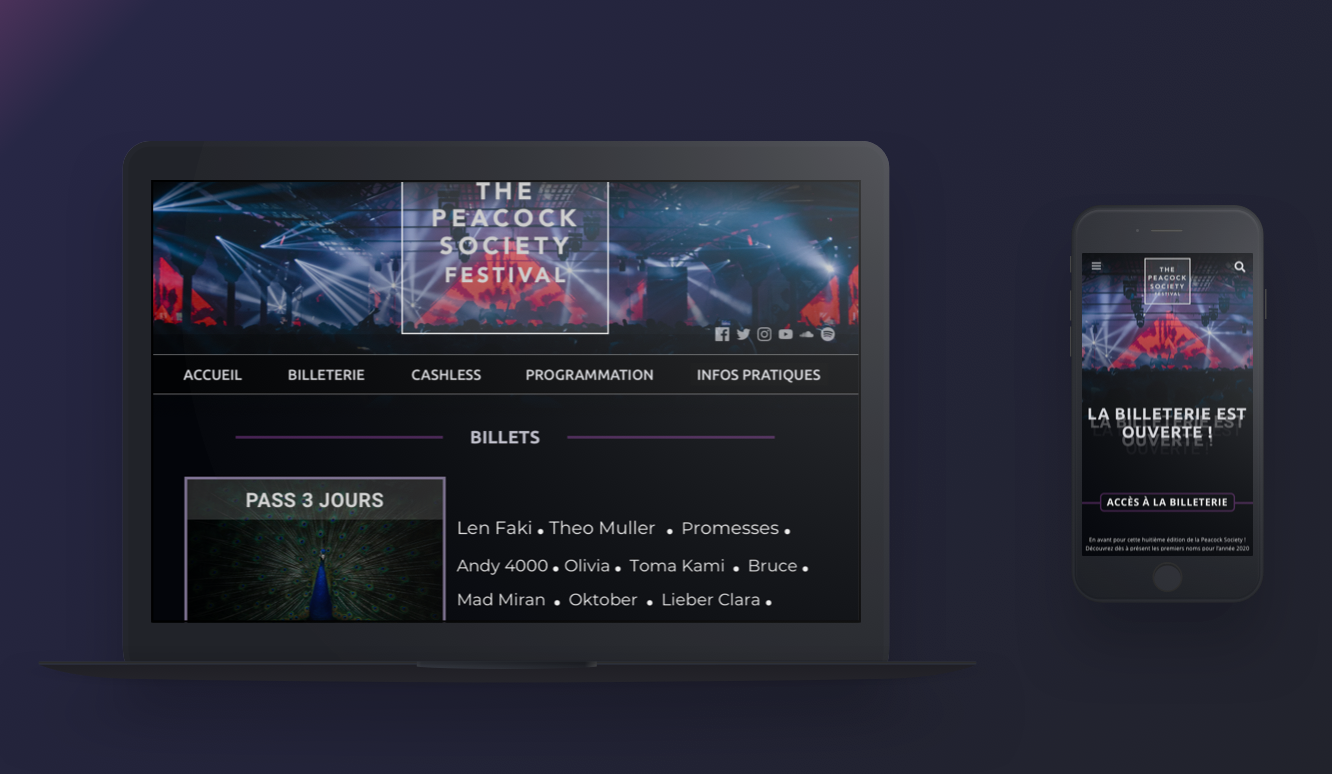 THE
PEACOCK
SOCIETY
FESTIVAL
ACCUEIL BILLETERIE CASHLESS PROGRAMMATION INFOS PRATIQUES
BILLETS
PASS 3 JOURS
Len Faki • Theo Muller • Promesses •
Andy 4000 • Olivia • Toma Kami • Bruce •
Mad Miran • Oktober • Lieber Clara •
THE
PEACOCK
SOCIETY
FESTIVAL
LA BILLETERIE EST
OUVERTE !
ACCÈS À LA BILLETERIE
En avant pour cette huitième édition de la Peacock Society !
Découvrez dès à présent les premiers noms pour l'année 2020